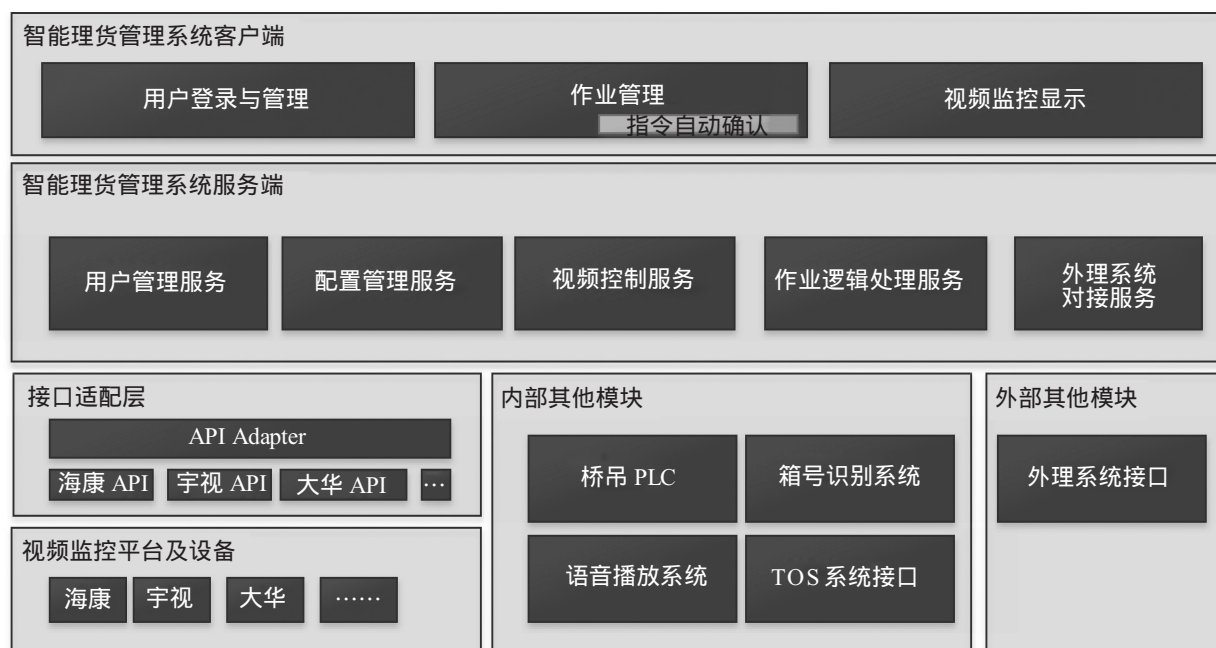 智能理货管理系统客户端
用户登录与管理
作业管理
指令自动确认
视频监控显示
智能理货管理系统服务端
用户管理服务
配置管理服务
视频控制服务
作业逻辑处理服务
外理系统
对接服务
接口适配层
API Adapter
海康 API
宇视 API
大华 API
…
视频监控平台及设备
海康
宇视
大华
……
内部其他模块
桥吊 PLC
箱号识别系统
语音播放系统
TOS 系统接口
外部其他模块
外理系统接口